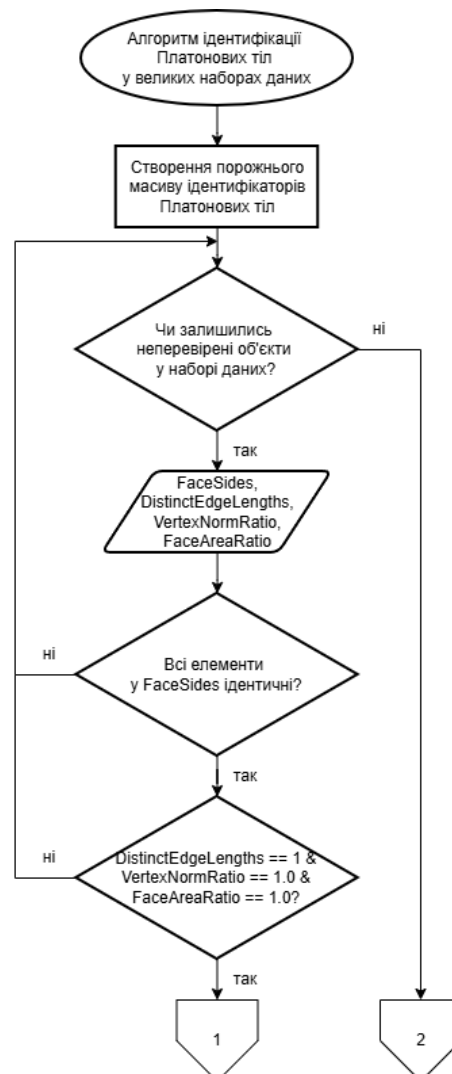 Алгоритм ідентифікації
Платонових тіл
у великих наборах даних
Створення порожнього
масиву ідентифікаторів
Платонових тіл
Чи залишились
неперевірені об'єкти
у наборі даних?
ні
так
FaceSides,
DistinctEdgeLengths,
VertexNormRatio,
FaceAreaRatio
ні
Всі елементи
у FaceSides ідентичні?
так
ні
DistinctEdgeLengths == 1 &
VertexNormRatio == 1.0 &
FaceAreaRatio == 1.0?
так
1
2